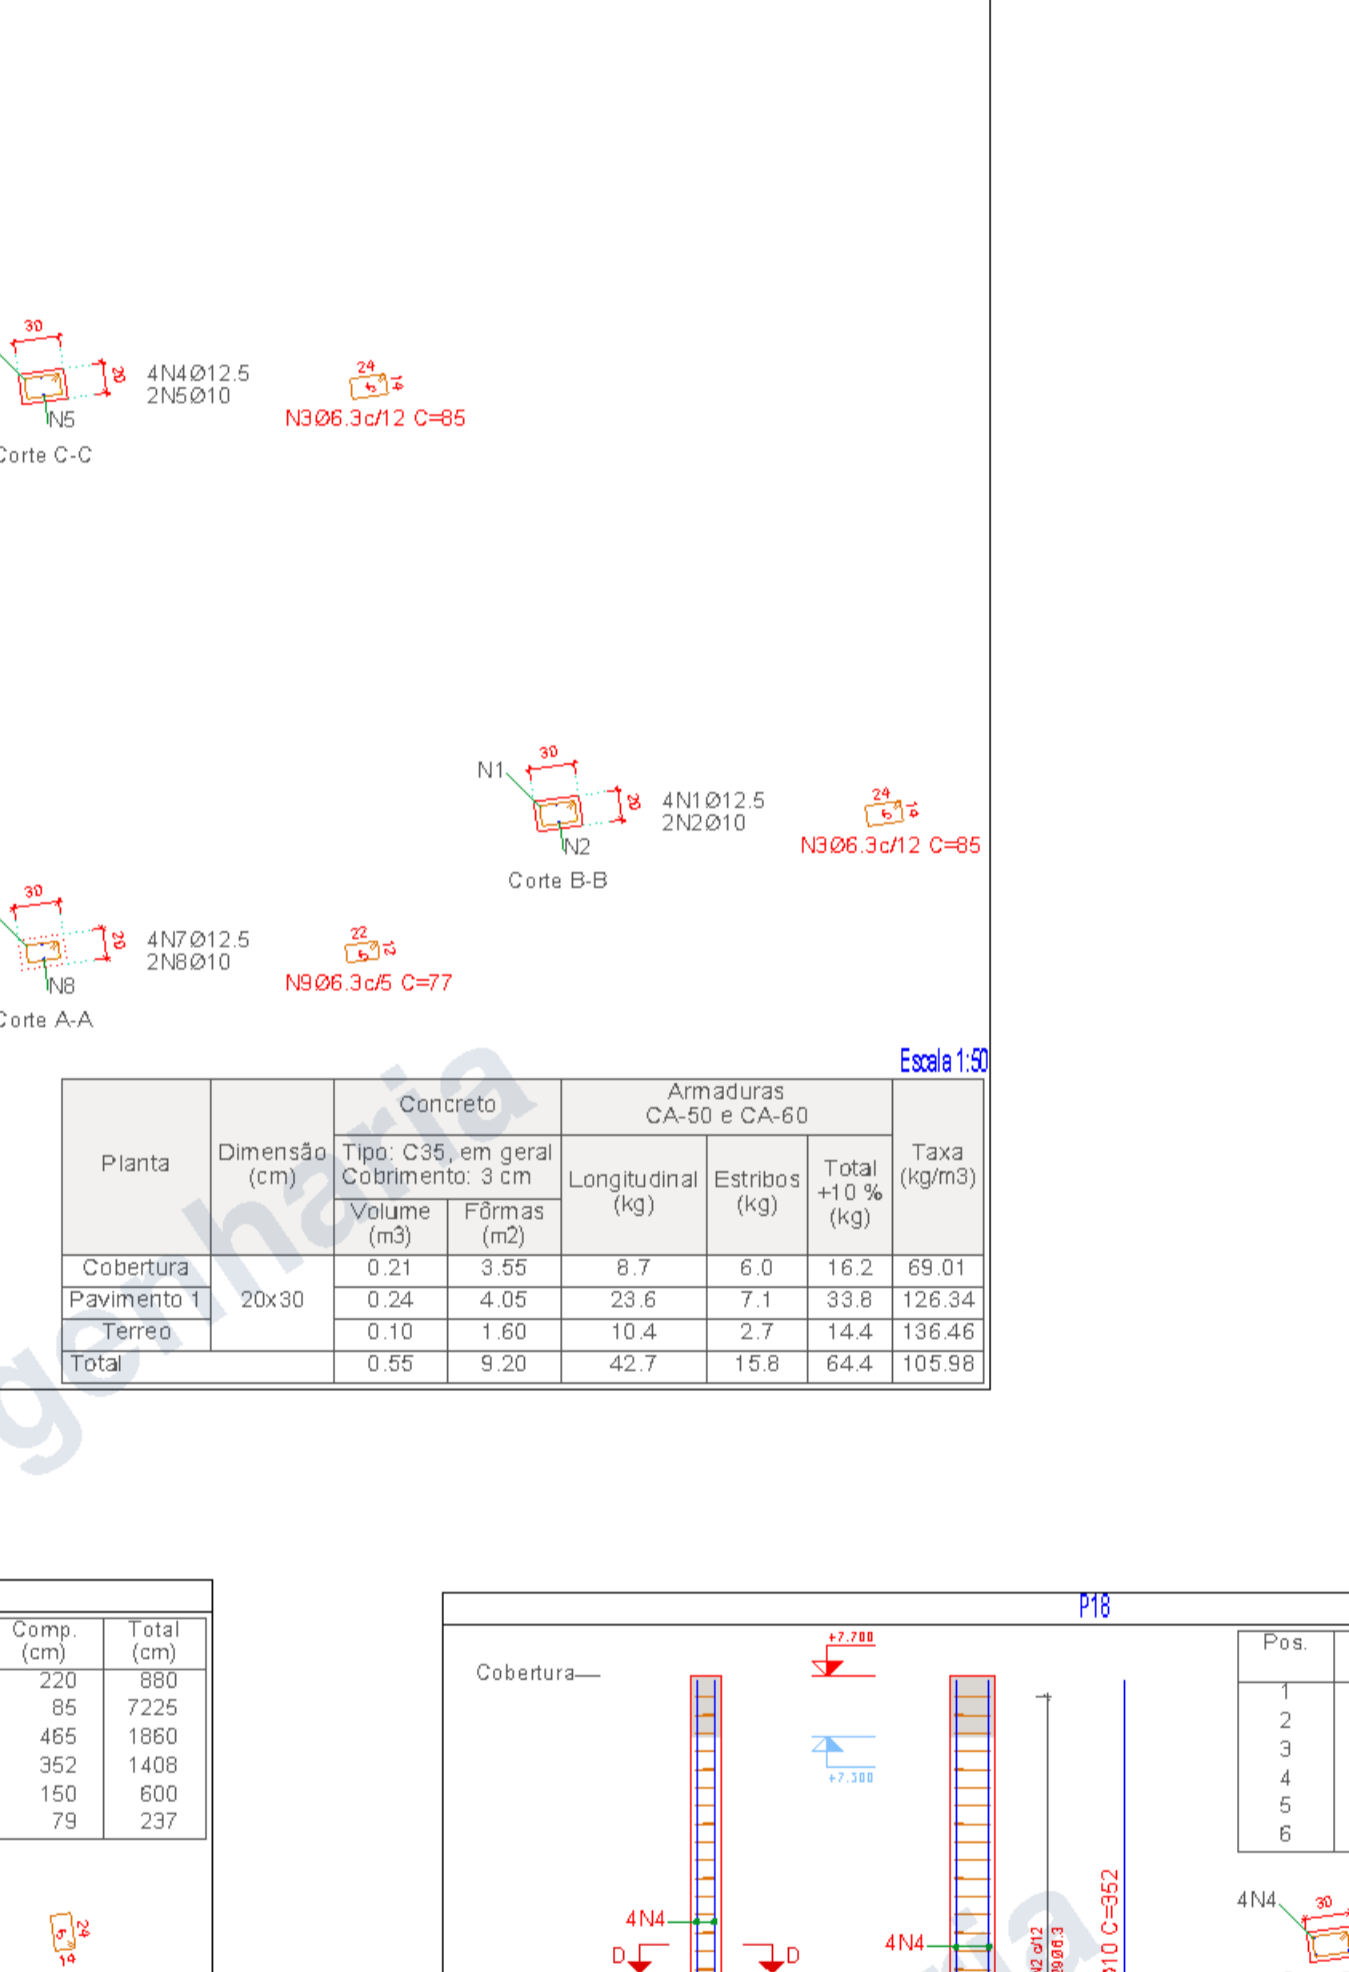 30
20
4N4Ø12.5
2N5Ø10
N5
Corte C-C
24
14
N3Ø6.3c/12 C=85
N1
30
20
4N1Ø12.5
2N2Ø10
N2
Corte B-B
24
14
N3Ø6.3c/12 C=85
30
20
4N7Ø12.5
2N8Ø10
N8
Corte A-A
22
12
N9Ø6.3c/5 C=77
Escala 1:50
Planta
Dimensão
(cm)
Concreto
Tipo: C35, em geral
Cobrimento: 3 cm
Volume
(m3)
Fôrmas
(m2)
Armaduras
CA-50 e CA-60
Longitudinal
(kg)
Estribos
(kg)
Total
+10 %
(kg)
Taxa
(kg/m3)
Cobertura 20x30 0.21 3.55 8.7 6.0 16.2 69.01
Pavimento 1 0.24 4.05 23.6 7.1 33.8 126.34
Terreo 0.10 1.60 10.4 2.7 14.4 136.46
Total 0.55 9.20 42.7 15.8 64.4 105.98
genharia
Comp.
(cm)
Total
(cm)
220 880
85 7225
465 1860
352 1408
150 600
79 237
24
14
P18
Cobertura
+7.700
+7.300
4N4
D D
4N4
N2 c/12
29Ø6.3
Ø10 C=352
Pos.
1
2
3
4
5
6
4N4
30
haria